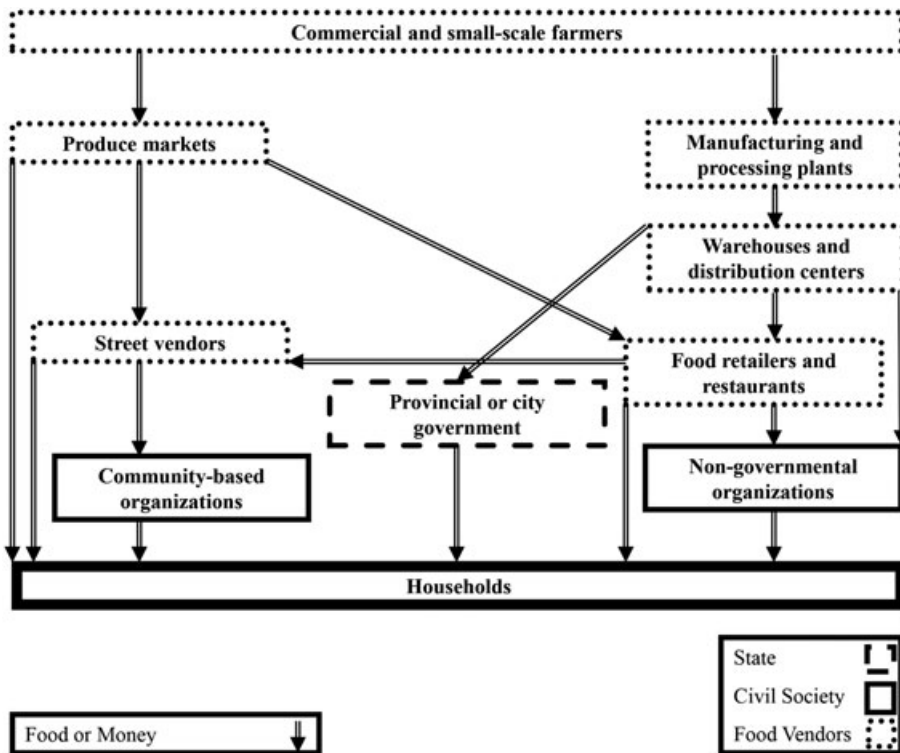 Commercial and small-scale farmers
Produce markets
Manufacturing and
processing plants
Warehouses and
distribution centers
Street vendors
Food retailers and
restaurants
Provincial or city
government
Community-based
organizations
Non-governmental
organizations
Households
State
Civil Society
Food Vendors
Food or Money